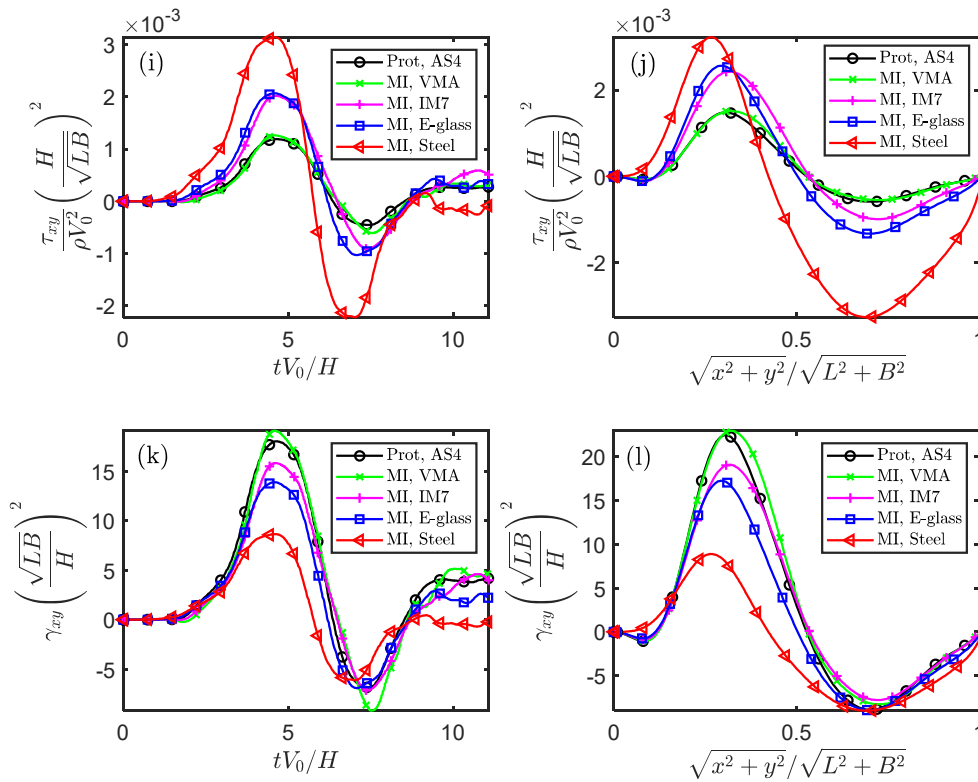 ×10⁻³
(i)
Prot, AS4
MI, VMA
MI, IM7
MI, E-glass
MI, Steel
3
2
1
0
-1
-2
0
5
10
τxy/ρV₀² (H/√LB)²
tV₀/H
×10⁻³
(j)
Prot, AS4
MI, VMA
MI, IM7
MI, E-glass
MI, Steel
2
0
-2
0
0.5
1
τxy/ρV₀² (H/√LB)²
√x² + y²/√L² + B²
(k)
Prot, AS4
MI, VMA
MI, IM7
MI, E-glass
MI, Steel
15
10
5
0
-5
0
5
10
γxy (√LB/H)²
tV₀/H
(l)
Prot, AS4
MI, VMA
MI, IM7
MI, E-glass
MI, Steel
20
15
10
5
0
-5
0
0.5
1
γxy (√LB/H)²
√x² + y²/√L² + B²